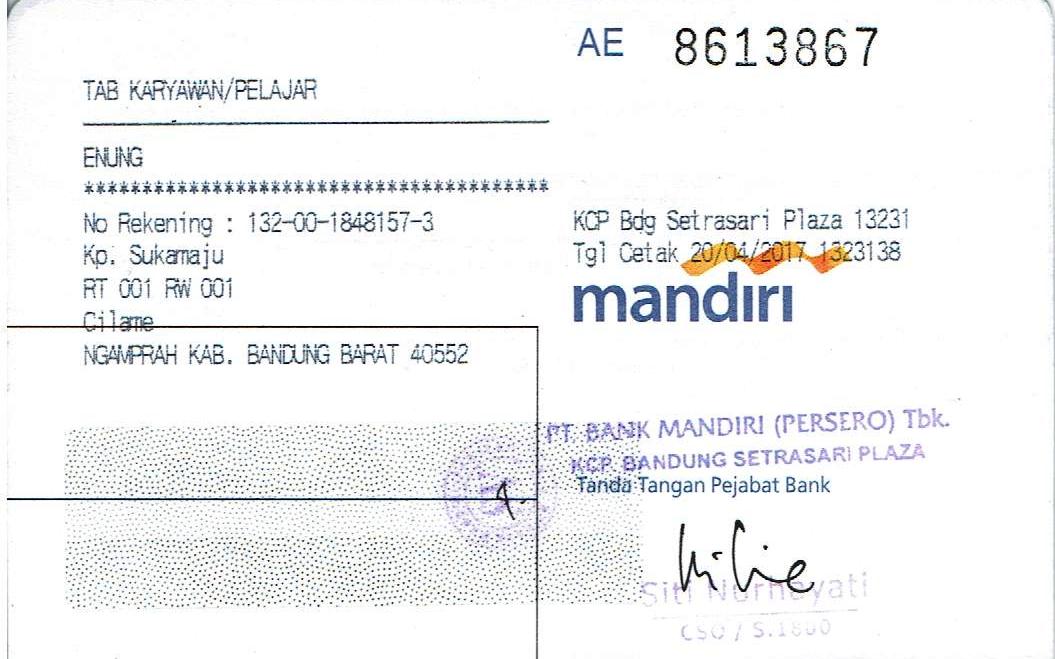 AE 8613867
TAB KARYAWAN/PELAJAR
ENUNG
****************************************
No Rekening : 132-00-1848157-3
Kp. Sukamaju
RT 001 RW 001
Cilame
NGAMPRAH KAB. BANDUNG BARAT 40552
KCP Bdg Setrasari Plaza 13231
Tgl Cetak 20/04/2017 1323138
mandiri
PT. BANK MANDIRI (PERSERO) Tbk.
KCP. BANDUNG SETRASARI PLAZA
Tanda Tangan Pejabat Bank
Siti Nurhayati
CSO / S.1800